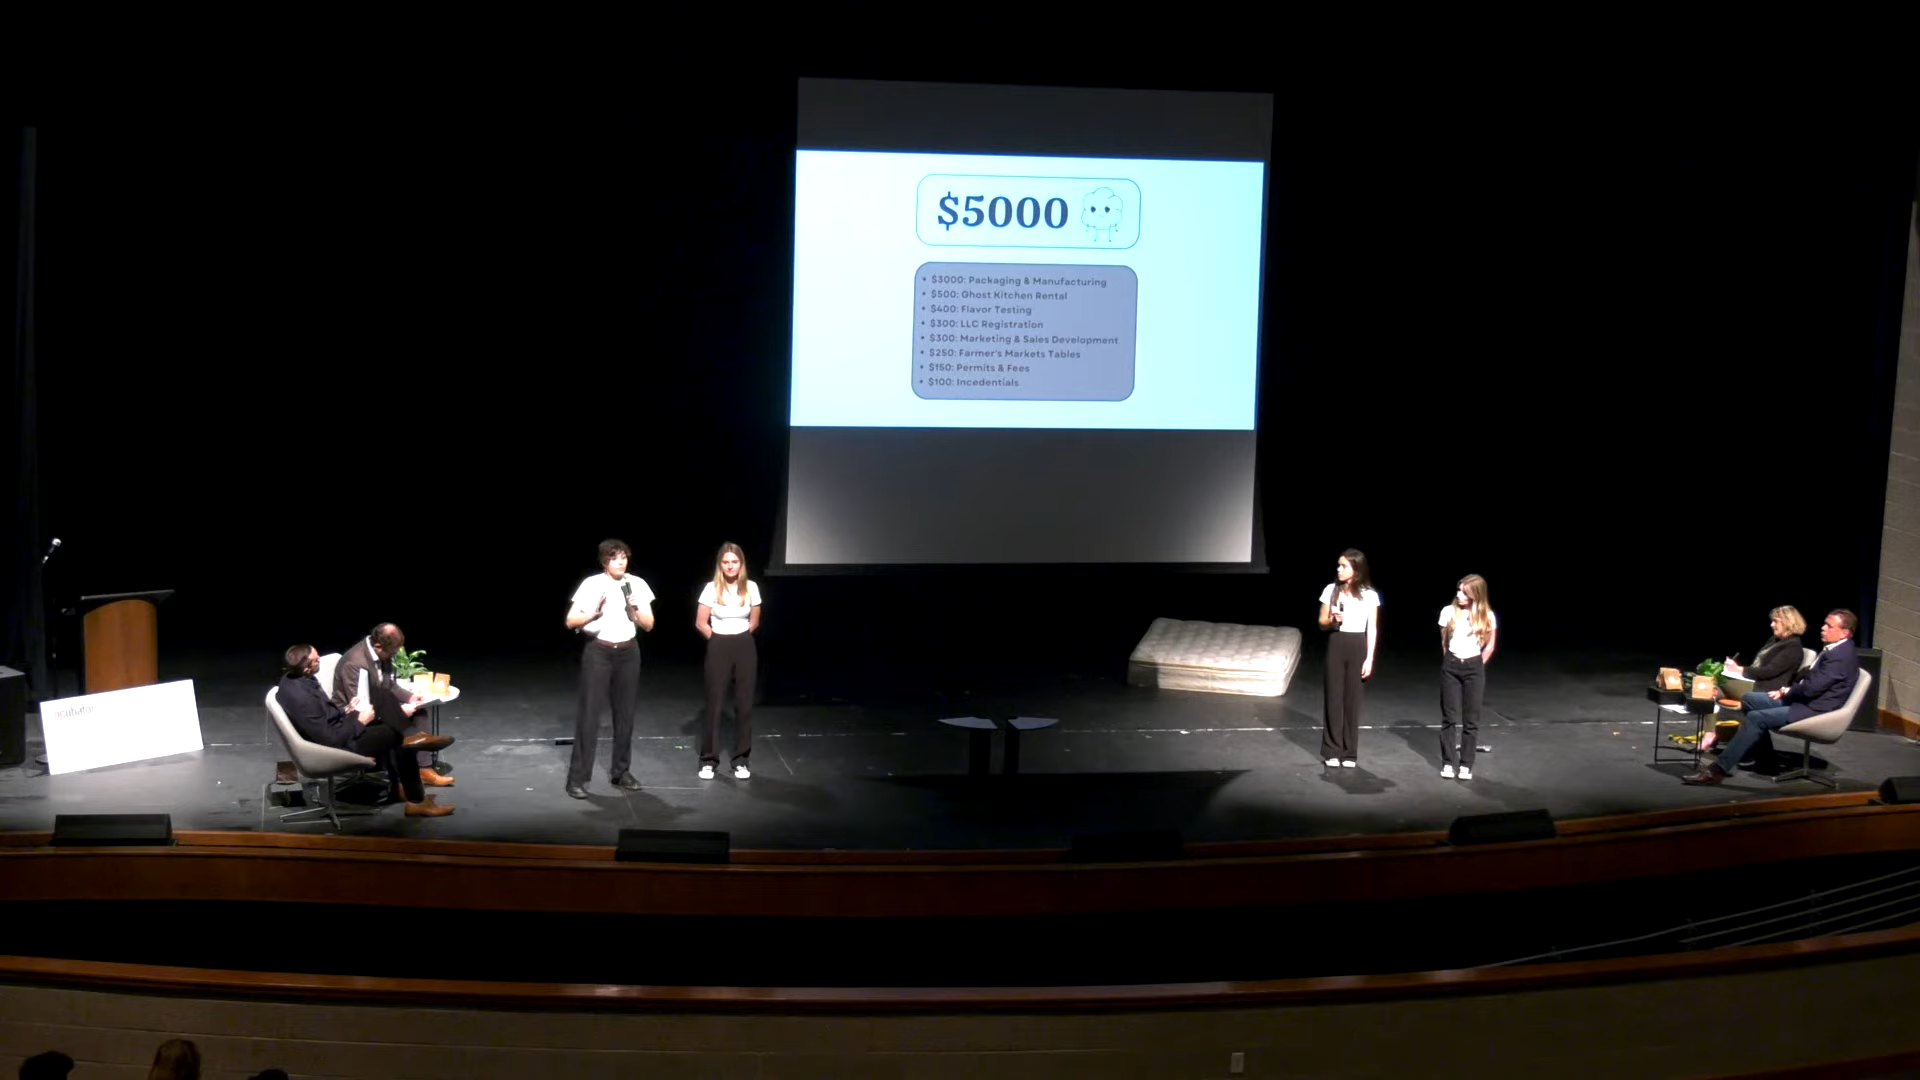 $5000
• $3000: Packaging & Manufacturing
• $500: Ghost Kitchen Rental
• $400: Flavor Testing
• $300: LLC Registration
• $300: Marketing & Sales Development
• $250: Farmer's Markets Tables
• $150: Permits & Fees
• $100: Incedentials
ncubator